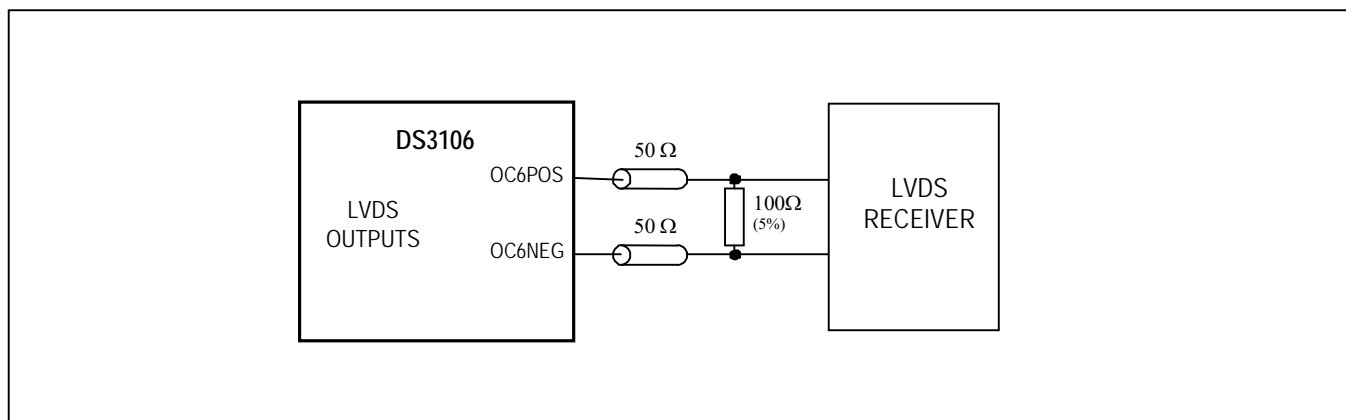 DS3106
OC6POS
LVDS
OUTPUTS
OC6NEG
50 Ω
50 Ω
100Ω
(5%)
LVDS
RECEIVER